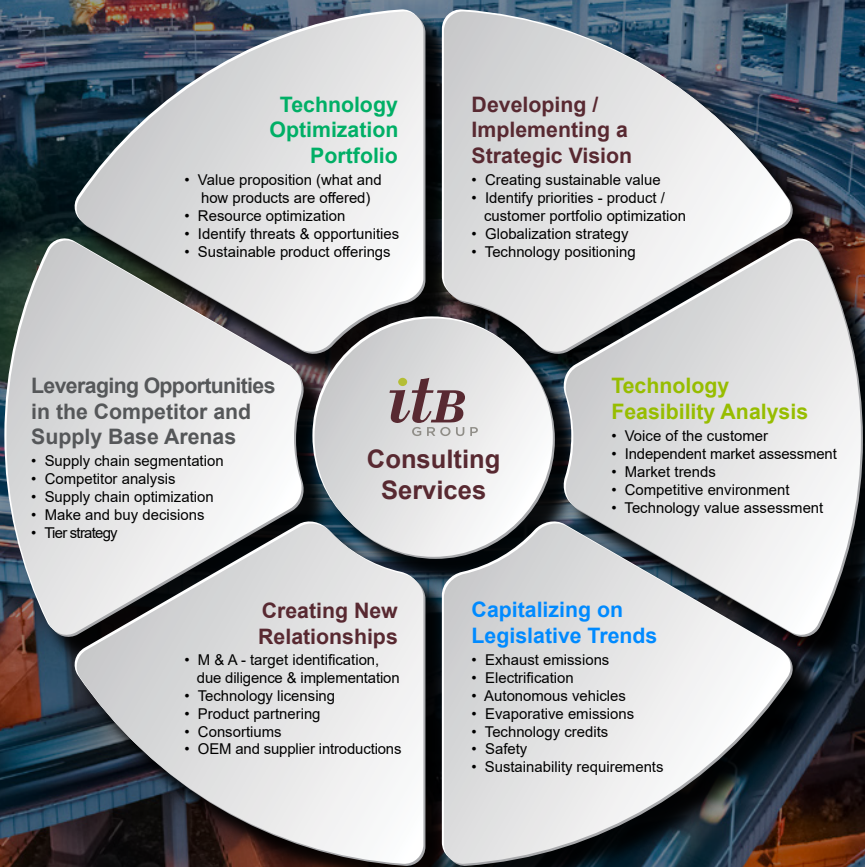 Technology
Optimization
Portfolio
• Value proposition (what and
how products are offered)
• Resource optimization
• Identify threats & opportunities
• Sustainable product offerings
Developing /
Implementing a
Strategic Vision
• Creating sustainable value
• Identify priorities - product /
customer portfolio optimization
• Globalization strategy
• Technology positioning
Leveraging Opportunities
in the Competitor and
Supply Base Arenas
• Supply chain segmentation
• Competitor analysis
• Supply chain optimization
• Make and buy decisions
• Tier strategy
itB
GROUP
Consulting
Services
Technology
Feasibility Analysis
• Voice of the customer
• Independent market assessment
• Market trends
• Competitive environment
• Technology value assessment
Creating New
Relationships
• M & A - target identification,
due diligence & implementation
• Technology licensing
• Product partnering
• Consortiums
• OEM and supplier introductions
Capitalizing on
Legislative Trends
• Exhaust emissions
• Electrification
• Autonomous vehicles
• Evaporative emissions
• Technology credits
• Safety
• Sustainability requirements